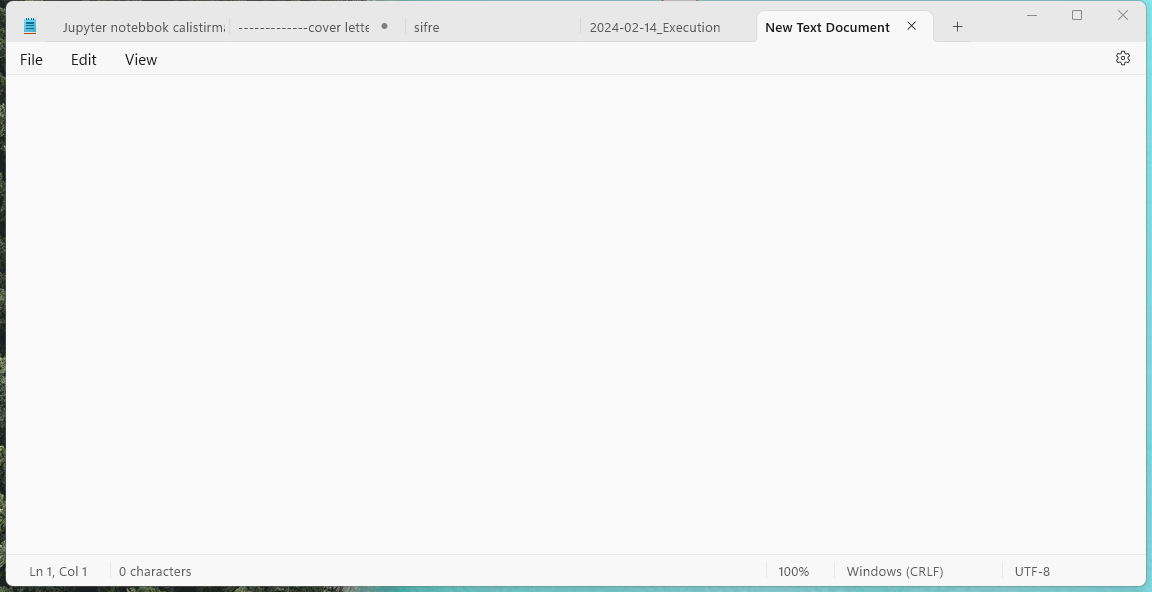 Jupyter notebbok calistirma -------------cover lette sifre 2024-02-14_Execution New Text Document
File Edit View
Ln 1, Col 1 0 characters 100% Windows (CRLF) UTF-8